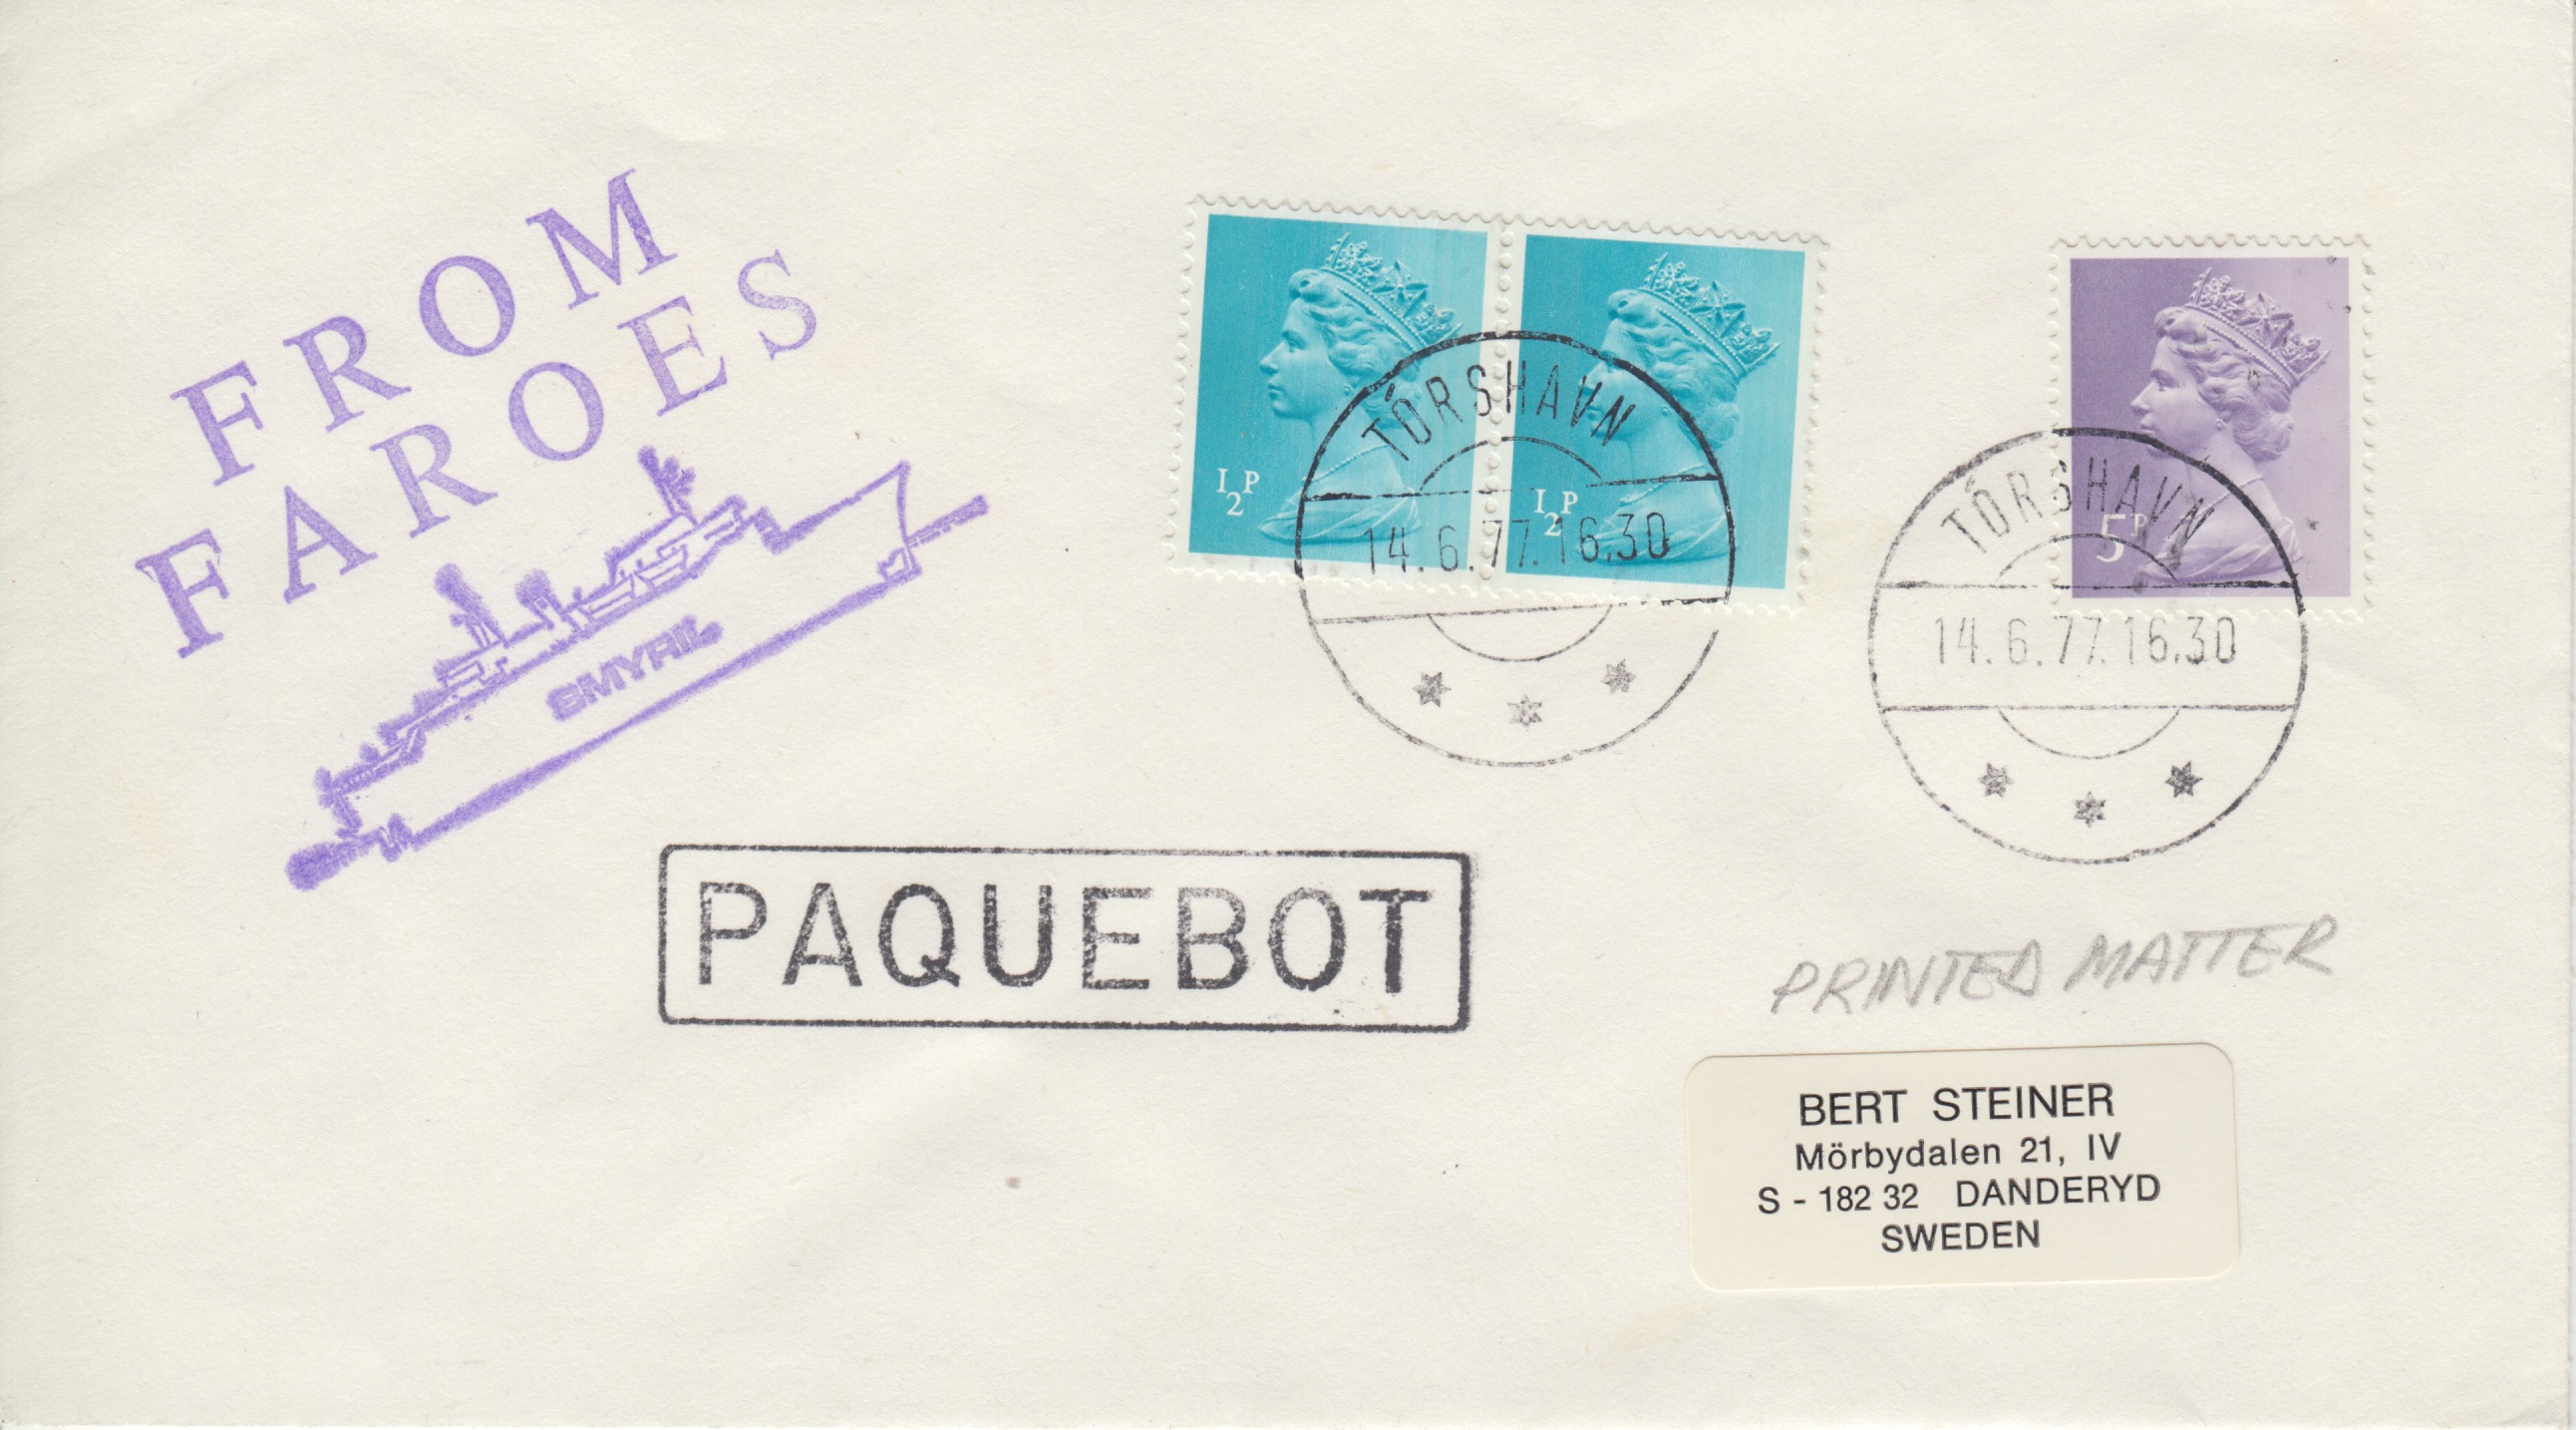 FROM
FAROES
SMYRIL
½P
½P
5P
TÓRSHAVN
14.6.77.16.30
TÓRSHAVN
14.6.77.16.30
PAQUEBOT
PRINTED MATTER
BERT STEINER
Mörbydalen 21, IV
S - 182 32 DANDERYD
SWEDEN